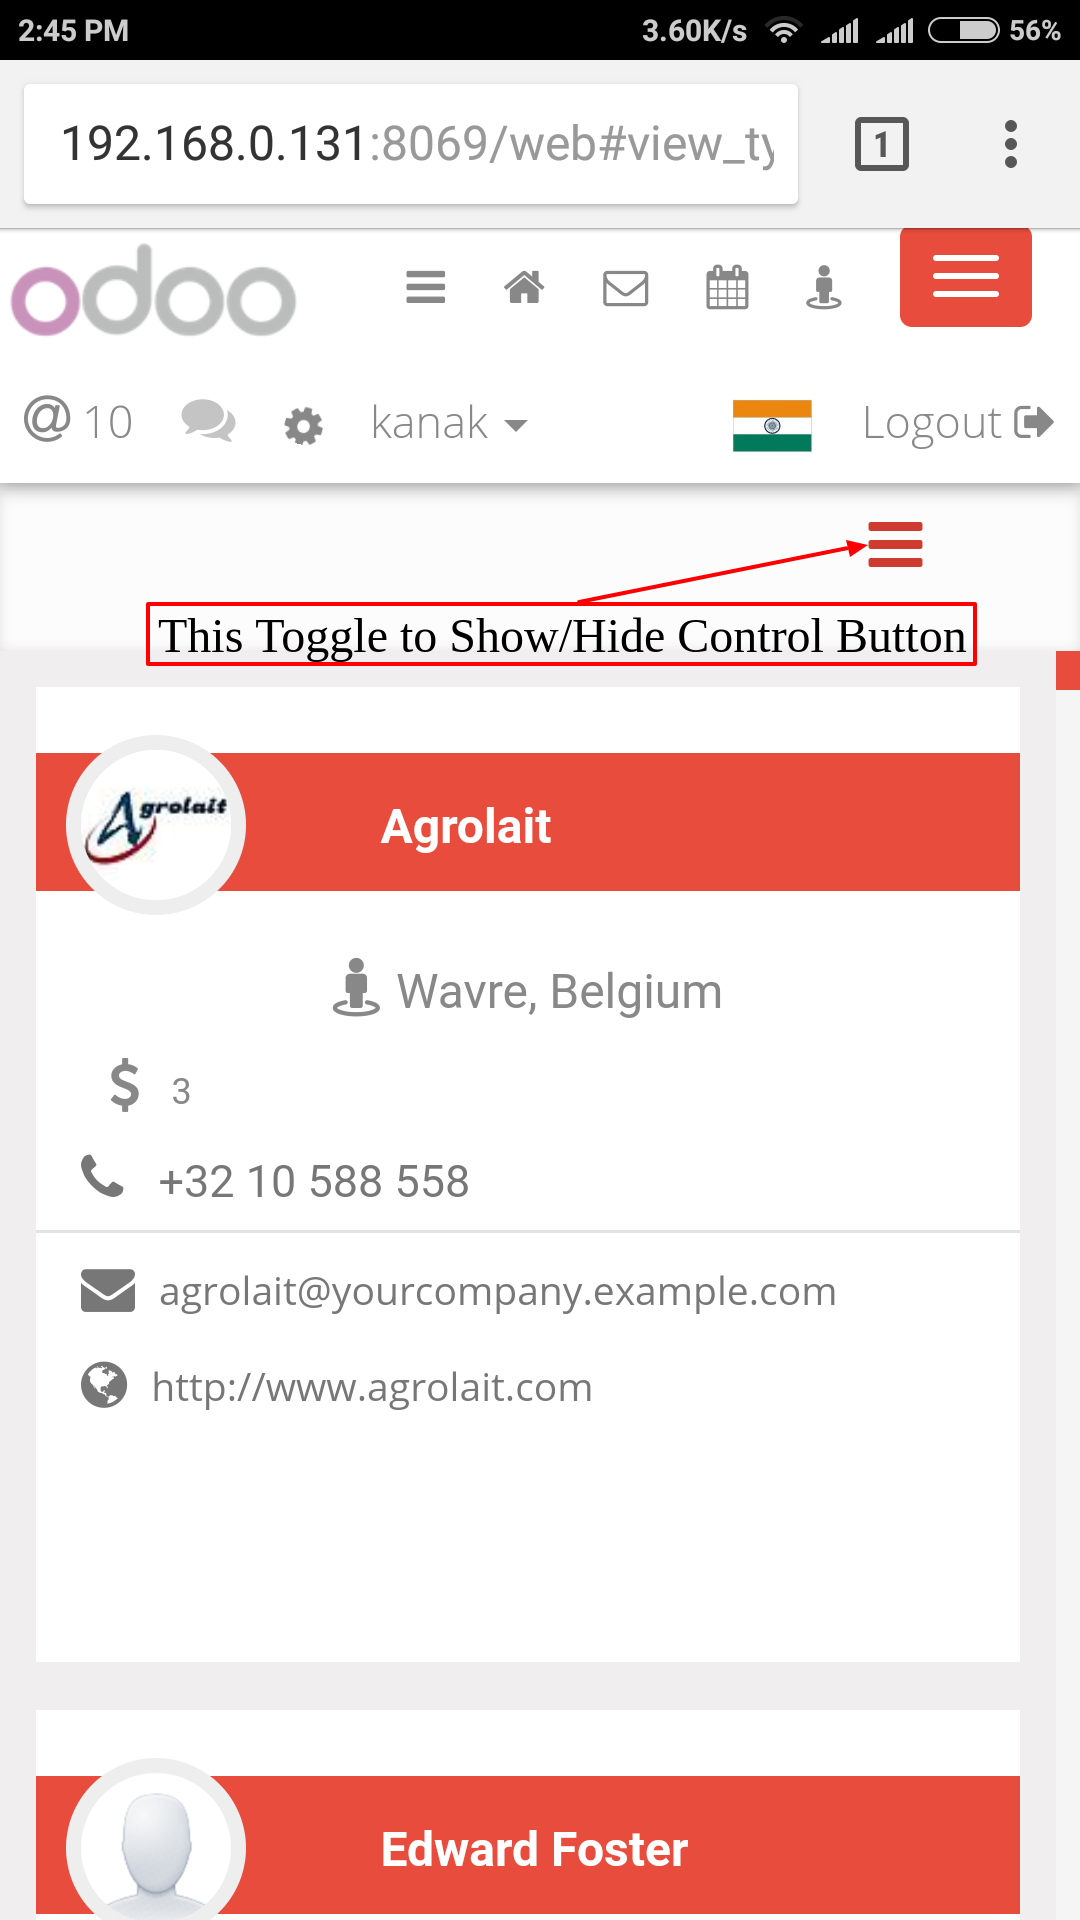 2:45 PM 3.60K/s 56%
192.168.0.131:8069/web#view_ty 1
odoo
@ 10 kanak Logout
This Toggle to Show/Hide Control Button
Agrolait Agrolait
Wavre, Belgium
$ 3
+32 10 588 558
agrolait@yourcompany.example.com
http://www.agrolait.com
Edward Foster